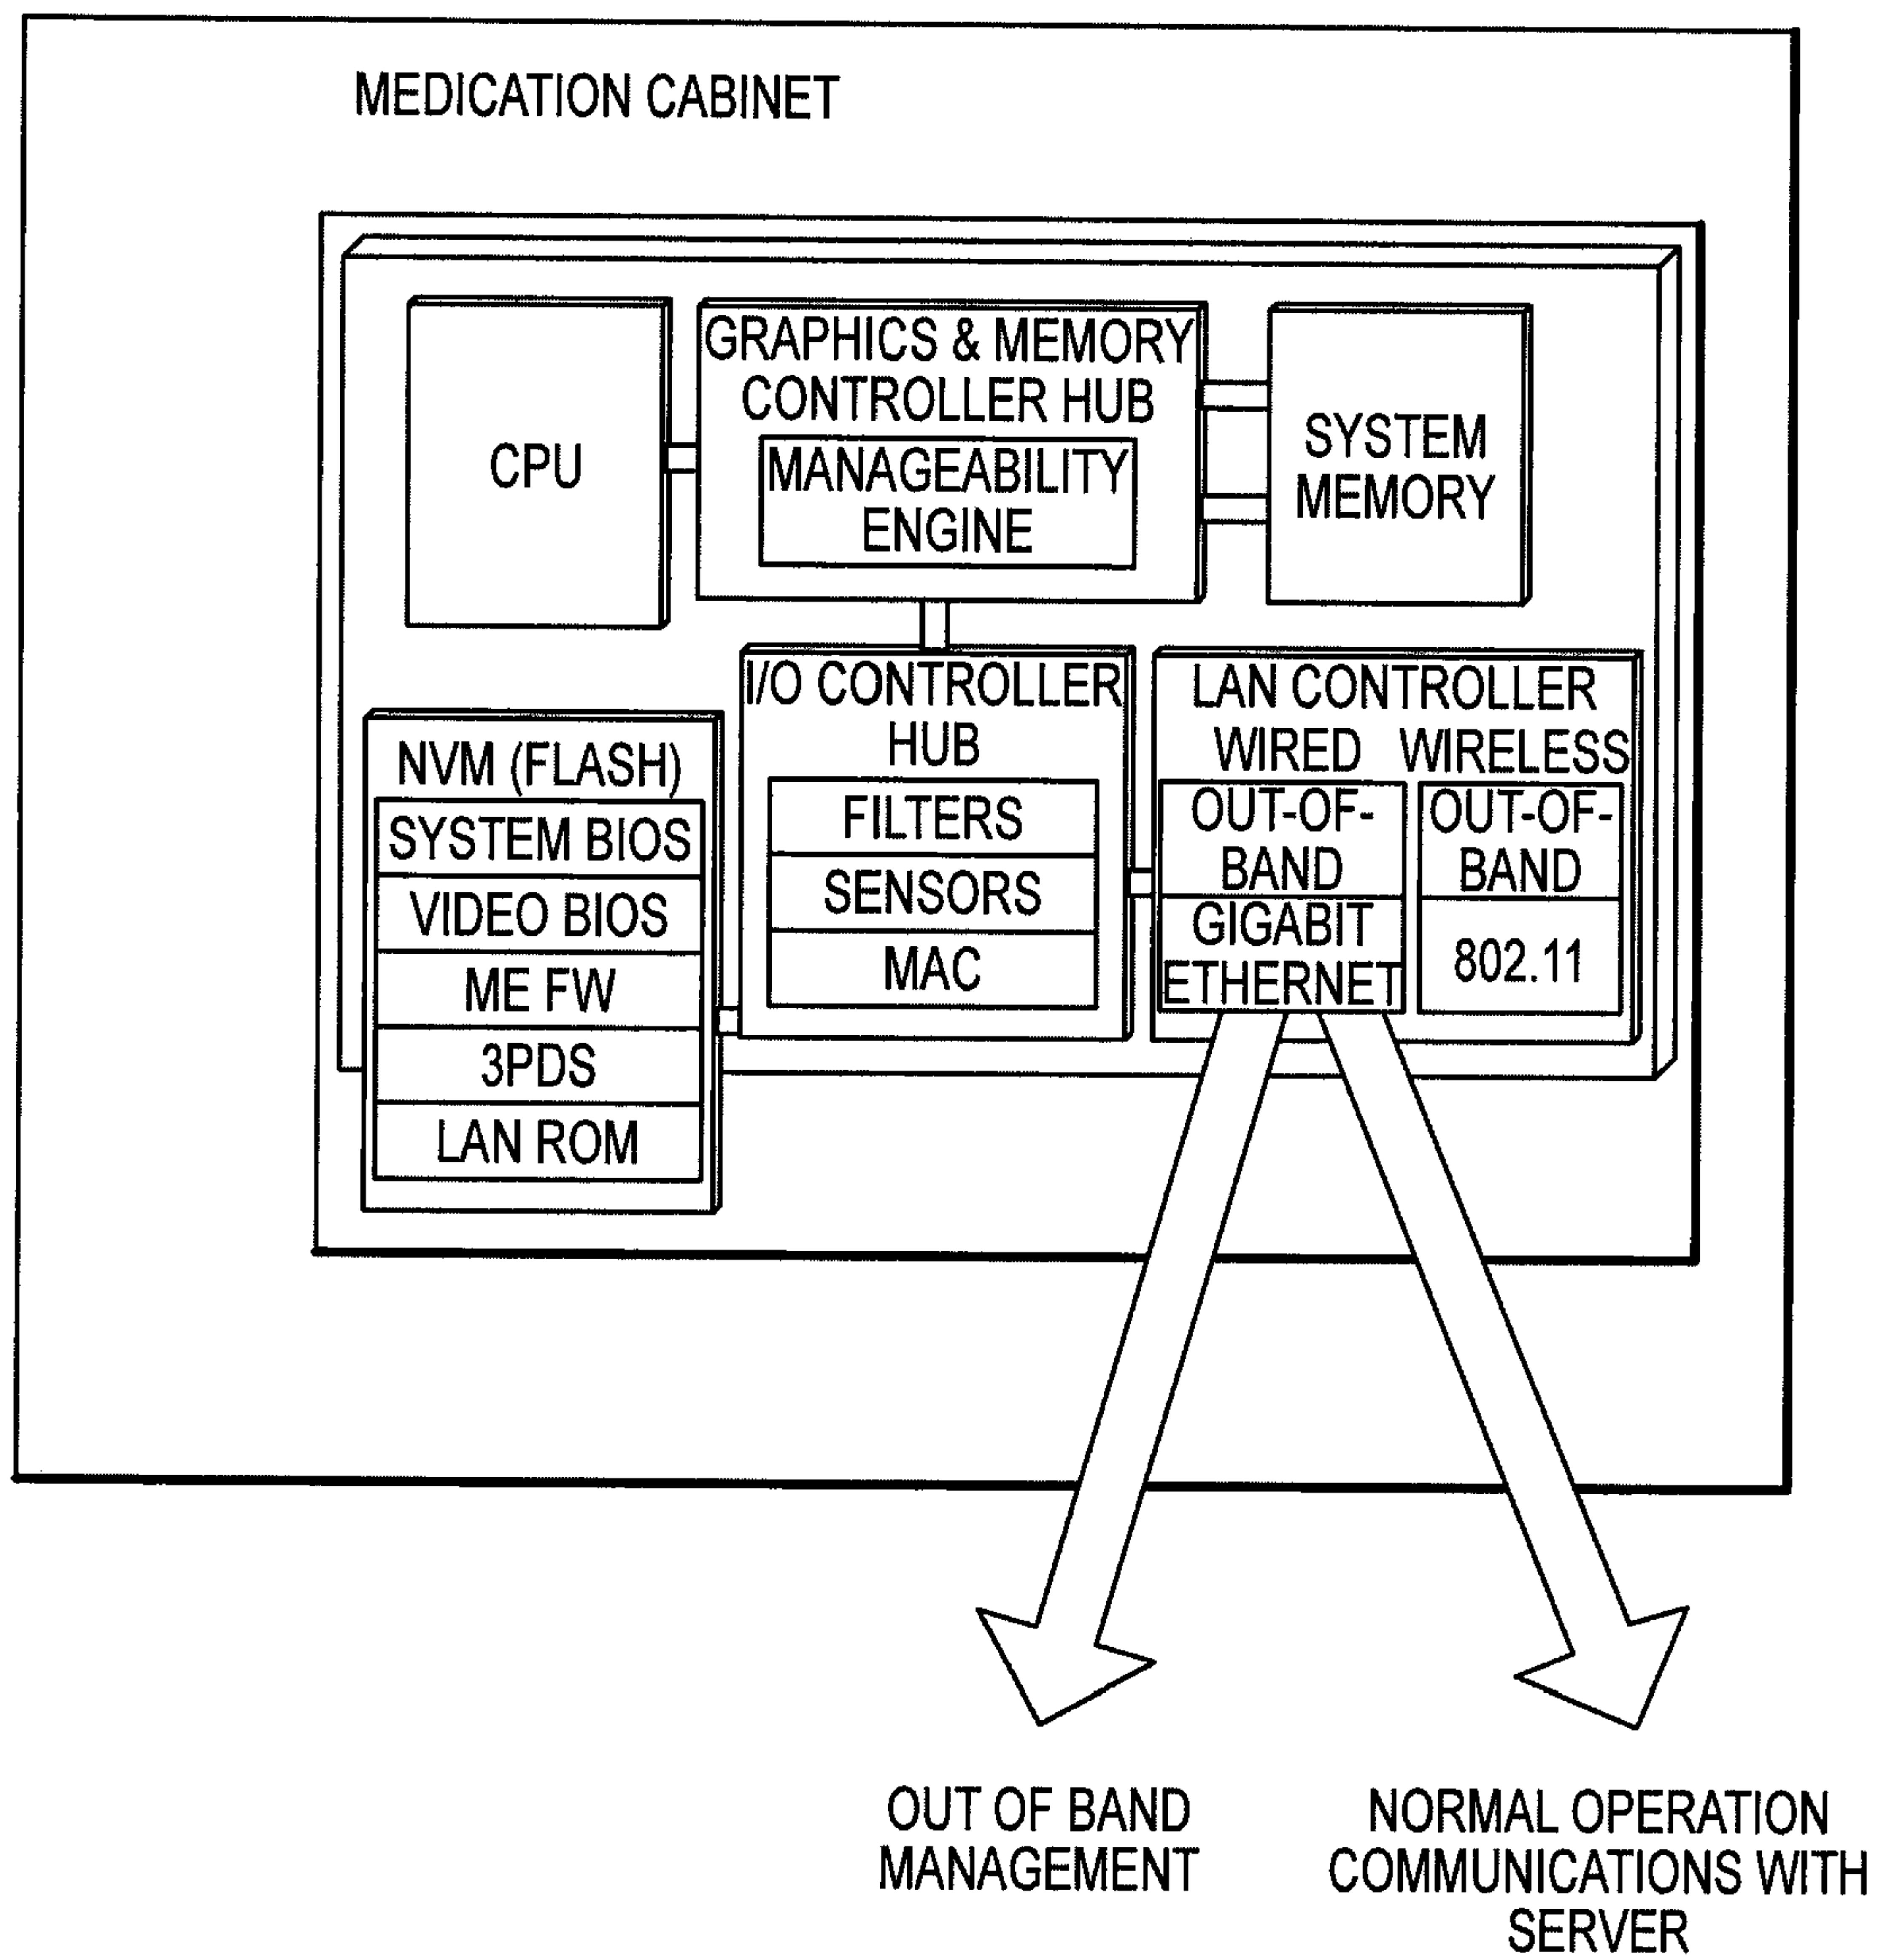 MEDICATION CABINET
CPU
GRAPHICS & MEMORY
CONTROLLER HUB
MANAGEABILITY
ENGINE
SYSTEM
MEMORY
NVM (FLASH)
SYSTEM BIOS
VIDEO BIOS
ME FW
3PDS
LAN ROM
I/O CONTROLLER
HUB
FILTERS
SENSORS
MAC
LAN CONTROLLER
WIRED WIRELESS
OUT-OF-
BAND
GIGABIT
ETHERNET
OUT-OF-
BAND
802.11
OUT OF BAND
MANAGEMENT
NORMAL OPERATION
COMMUNICATIONS WITH
SERVER